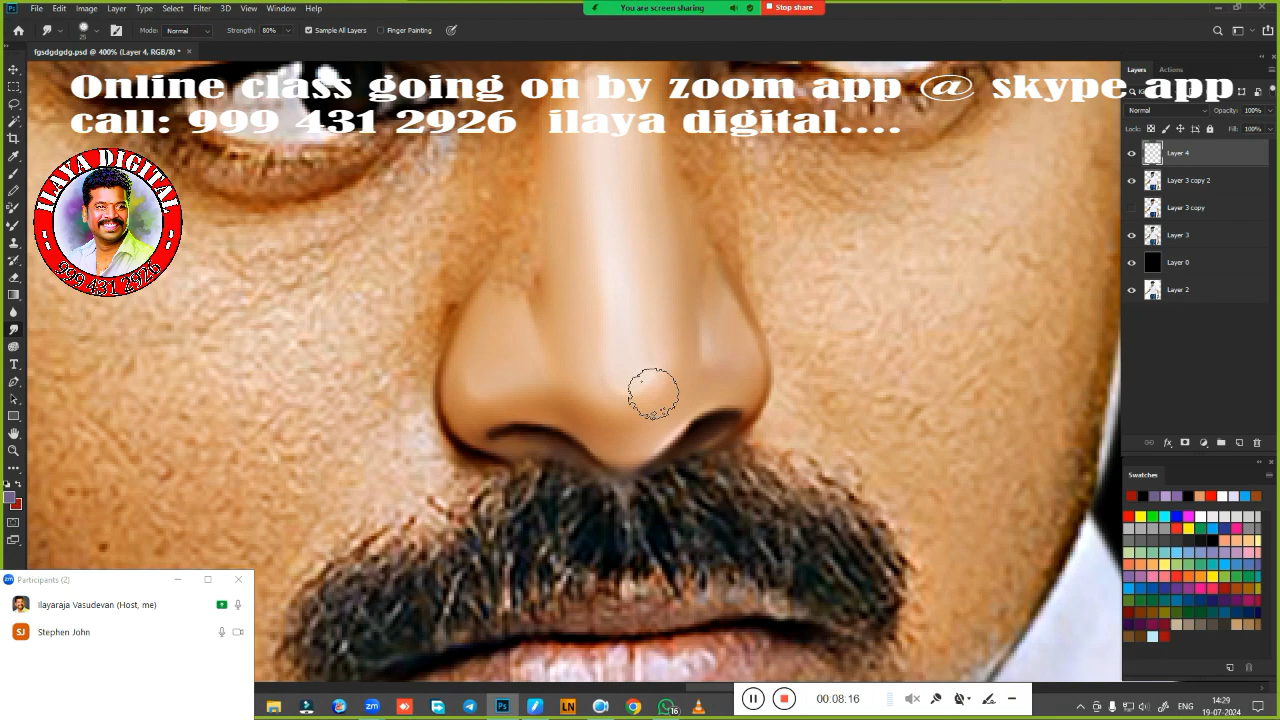 File Edit Image Layer Type Select Filter 3D View Window Help
You are screen sharing
Stop share
25 Mode: Normal Strength: 80% Sample All Layers Finger Painting
fgsdgdgdg.psd @ 400% (Layer 4, RGB/8) *
Layers Actions
Online class going on by zoom app @ skype app
call: 999 431 2926 ilaya digital....
Normal Opacity: 100%
Lock: Fill: 100%
ILAYA DIGITAL
999 431 2926
Layer 4
Layer 3 copy 2
Layer 3 copy
Layer 3
Layer 0
Layer 2
Swatches
Participants (2)
Ilayaraja Vasudevan (Host, me)
SJ Stephen John
00:08:16
LN
16
ENG
14:29
19-07-2024